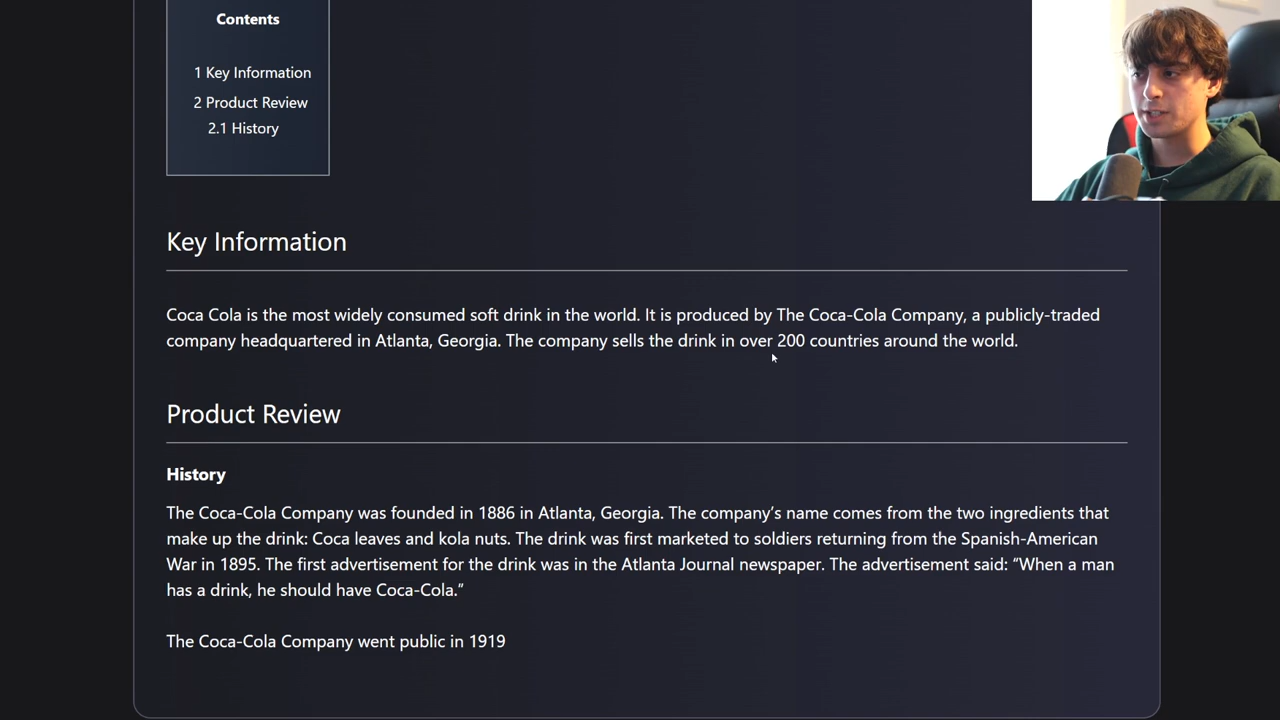 Contents
1 Key Information
2 Product Review
2.1 History
Key Information
Coca Cola is the most widely consumed soft drink in the world. It is produced by The Coca-Cola Company, a publicly-traded
company headquartered in Atlanta, Georgia. The company sells the drink in over 200 countries around the world.
Product Review
History
The Coca-Cola Company was founded in 1886 in Atlanta, Georgia. The company’s name comes from the two ingredients that
make up the drink: Coca leaves and kola nuts. The drink was first marketed to soldiers returning from the Spanish-American
War in 1895. The first advertisement for the drink was in the Atlanta Journal newspaper. The advertisement said: “When a man
has a drink, he should have Coca-Cola.”
The Coca-Cola Company went public in 1919